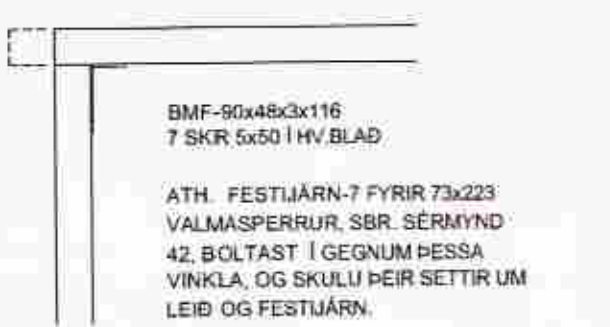 BMF-90x48x3x116
7 SKR 5x50 Í HV.BLAÐ
ATH. FESTIJÁRN-7 FYRIR 73x223
VALMASPERRUR, SBR. SÉRMYND
42, BOLTAST Í GEGNUM ÞESSA
VINKLA, OG SKULU ÞEIR SETTIR UM
LEIÐ OG FESTIJÁRN.